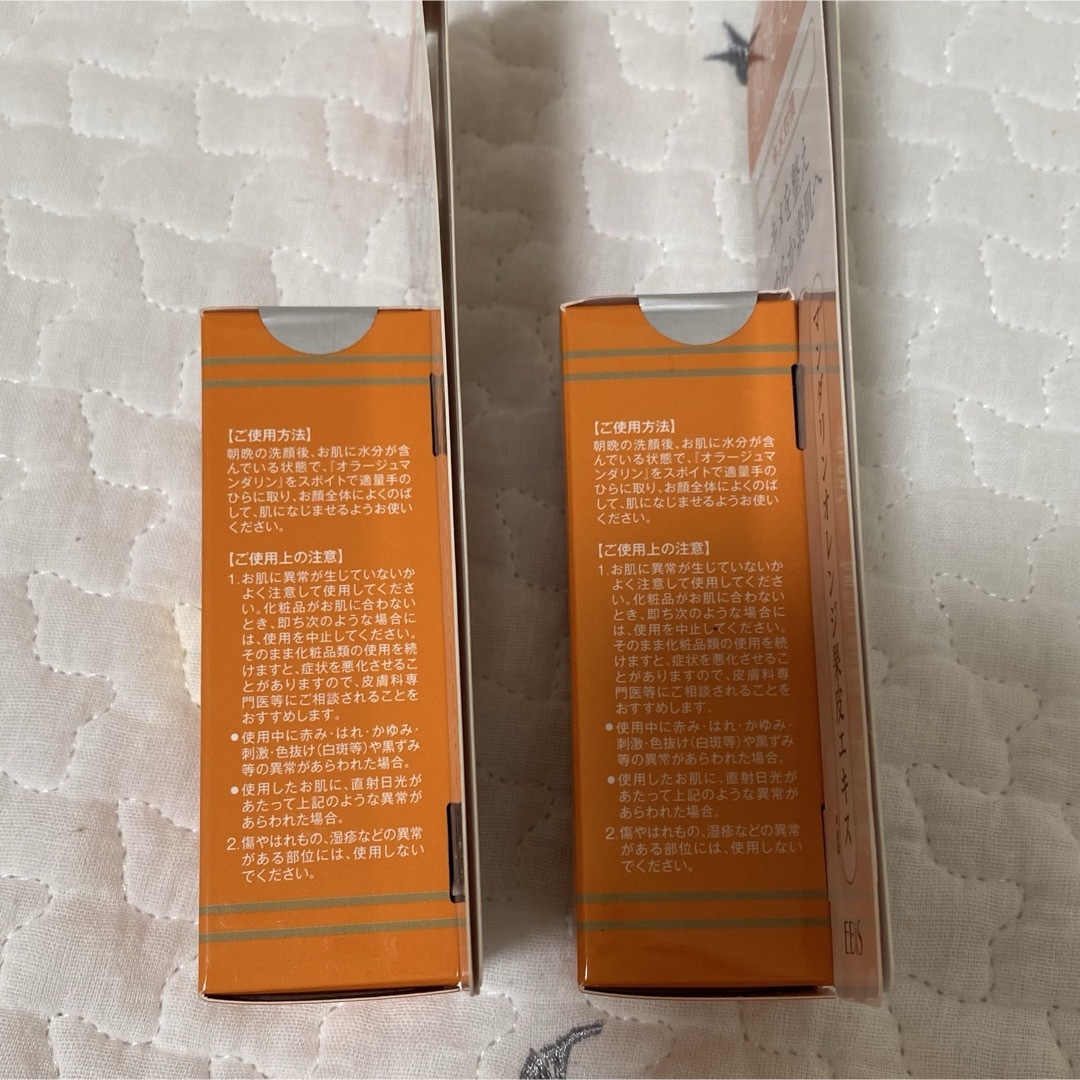 【ご使用方法】
朝晩の洗顔後、お肌に水分が含
んでいる状態で、『オラージュマ
ンダリン』をスポイトで適量手の
ひらに取り、お顔全体によくのば
して、肌になじませるようお使い
ください。
【ご使用上の注意】
1.お肌に異常が生じていないか
よく注意して使用してくださ
い。化粧品がお肌に合わない
とき、即ち次のような場合に
は、使用を中止してください。
そのまま化粧品類の使用を続
けますと、症状を悪化させるこ
とがありますので、皮膚科専
門医等にご相談されることを
おすすめします。
●使用中に赤み・はれ・かゆみ・
刺激・色抜け(白斑等)や黒ずみ
等の異常があらわれた場合。
●使用したお肌に、直射日光が
あたって上記のような異常が
あらわれた場合。
2.傷やはれもの、湿疹などの異常
がある部位には、使用しない
でください。
【ご使用方法】
朝晩の洗顔後、お肌に水分が含
んでいる状態で、『オラージュマ
ンダリン』をスポイトで適量手の
ひらに取り、お顔全体によくのば
して、肌になじませるようお使い
ください。
【ご使用上の注意】
1.お肌に異常が生じていないか
よく注意して使用してくださ
い。化粧品がお肌に合わない
とき、即ち次のような場合に
は、使用を中止してください。
そのまま化粧品類の使用を続
けますと、症状を悪化させるこ
とがありますので、皮膚科専
門医等にご相談されることを
おすすめします。
●使用中に赤み・はれ・かゆみ・
刺激・色抜け(白斑等)や黒ずみ
等の異常があらわれた場合。
●使用したお肌に、直射日光が
あたって上記のような異常が
あらわれた場合。
2.傷やはれもの、湿疹などの異常
がある部位には、使用しない
でください。
キメを整え
素肌へ
マンダリンオレンジ果皮エキス
EBiS